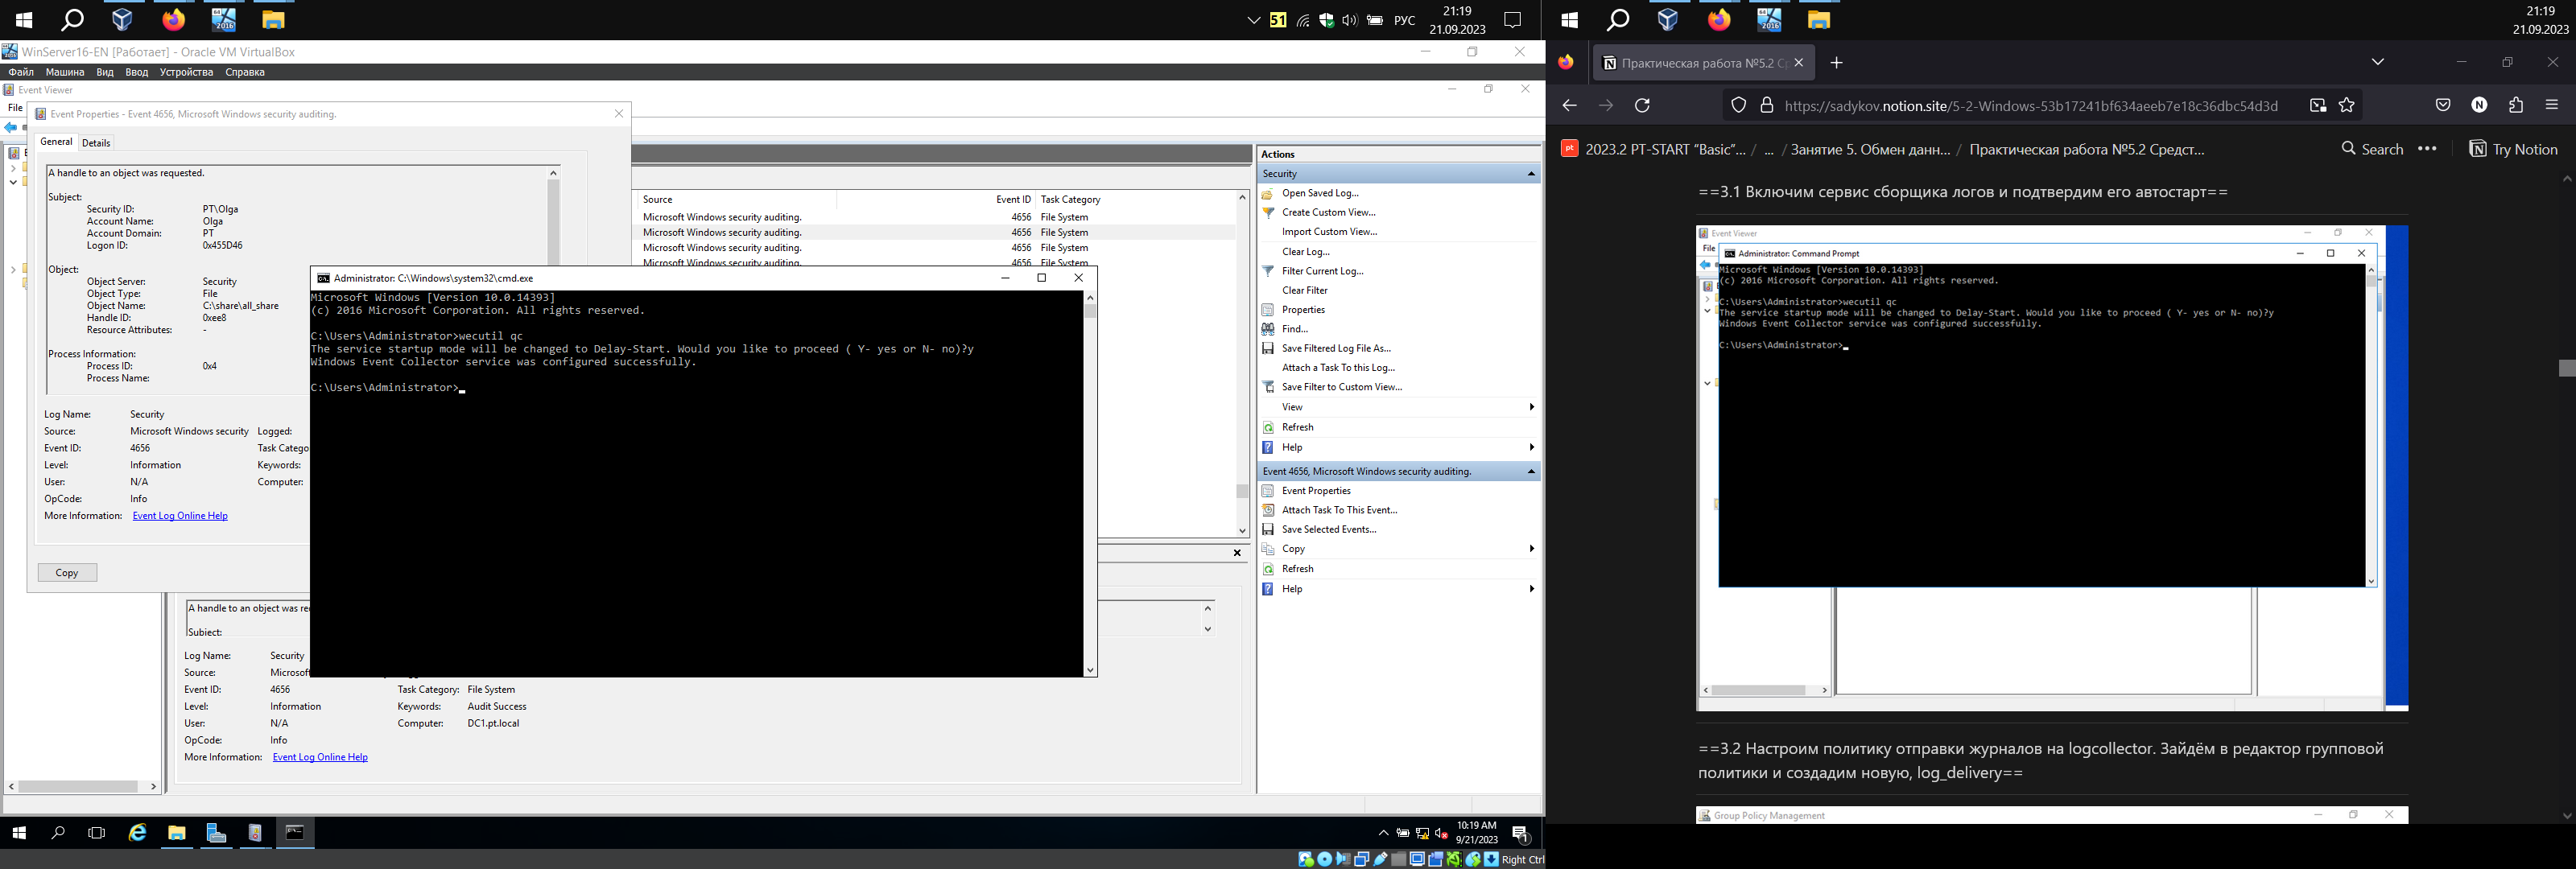 51
РУС
21:19
21.09.2023
WinServer16-EN [Работает] - Oracle VM VirtualBox
Файл Машина Вид Ввод Устройства Справка
Event Viewer
File
Event Properties - Event 4656, Microsoft Windows security auditing.
General Details
A handle to an object was requested.
Subject:
Security ID: PT\Olga
Account Name: Olga
Account Domain: PT
Logon ID: 0x455D46
Object:
Object Server: Security
Object Type: File
Object Name: C:\share\all_share
Handle ID: 0xee8
Resource Attributes: -
Process Information:
Process ID: 0x4
Process Name:
Log Name: Security
Source: Microsoft Windows security Logged:
Event ID: 4656 Task Catego
Level: Information Keywords:
User: N/A Computer:
OpCode: Info
More Information: Event Log Online Help
Copy
Source Event ID Task Category
Microsoft Windows security auditing. 4656 File System
Microsoft Windows security auditing. 4656 File System
Microsoft Windows security auditing. 4656 File System
Microsoft Windows security auditing. 4656 File System
Administrator: C:\Windows\system32\cmd.exe
Microsoft Windows [Version 10.0.14393]
(c) 2016 Microsoft Corporation. All rights reserved.
C:\Users\Administrator>wecutil qc
The service startup mode will be changed to Delay-Start. Would you like to proceed ( Y- yes or N- no)?y
Windows Event Collector service was configured successfully.
C:\Users\Administrator>
A handle to an object was re
Subject:
Log Name: Security
Source: Microsoft
Event ID: 4656 Task Category: File System
Level: Information Keywords: Audit Success
User: N/A Computer: DC1.pt.local
OpCode: Info
More Information: Event Log Online Help
Actions
Security
Open Saved Log...
Create Custom View...
Import Custom View...
Clear Log...
Filter Current Log...
Clear Filter
Properties
Find...
Save Filtered Log File As...
Attach a Task To this Log...
Save Filter to Custom View...
View
Refresh
Help
Event 4656, Microsoft Windows security auditing.
Event Properties
Attach Task To This Event...
Save Selected Events...
Copy
Refresh
Help
10:19 AM
9/21/2023
1
Right Ctrl
21:19
21.09.2023
Практическая работа №5.2 Ср
https://sadykov.notion.site/5-2-Windows-53b17241bf634aeeb7e18c36dbc54d3d
pt 2023.2 PT-START “Basic”... / ... / Занятие 5. Обмен данн... / Практическая работа №5.2 Средст...
Search ••• Try Notion
==3.1 Включим сервис сборщика логов и подтвердим его автостарт==
Event Viewer
File
Administrator: Command Prompt
Microsoft Windows [Version 10.0.14393]
(c) 2016 Microsoft Corporation. All rights reserved.
C:\Users\Administrator>wecutil qc
The service startup mode will be changed to Delay-Start. Would you like to proceed ( Y- yes or N- no)?y
Windows Event Collector service was configured successfully.
C:\Users\Administrator>
==3.2 Настроим политику отправки журналов на logcollector. Зайдём в редактор групповой
политики и создадим новую, log_delivery==
Group Policy Management